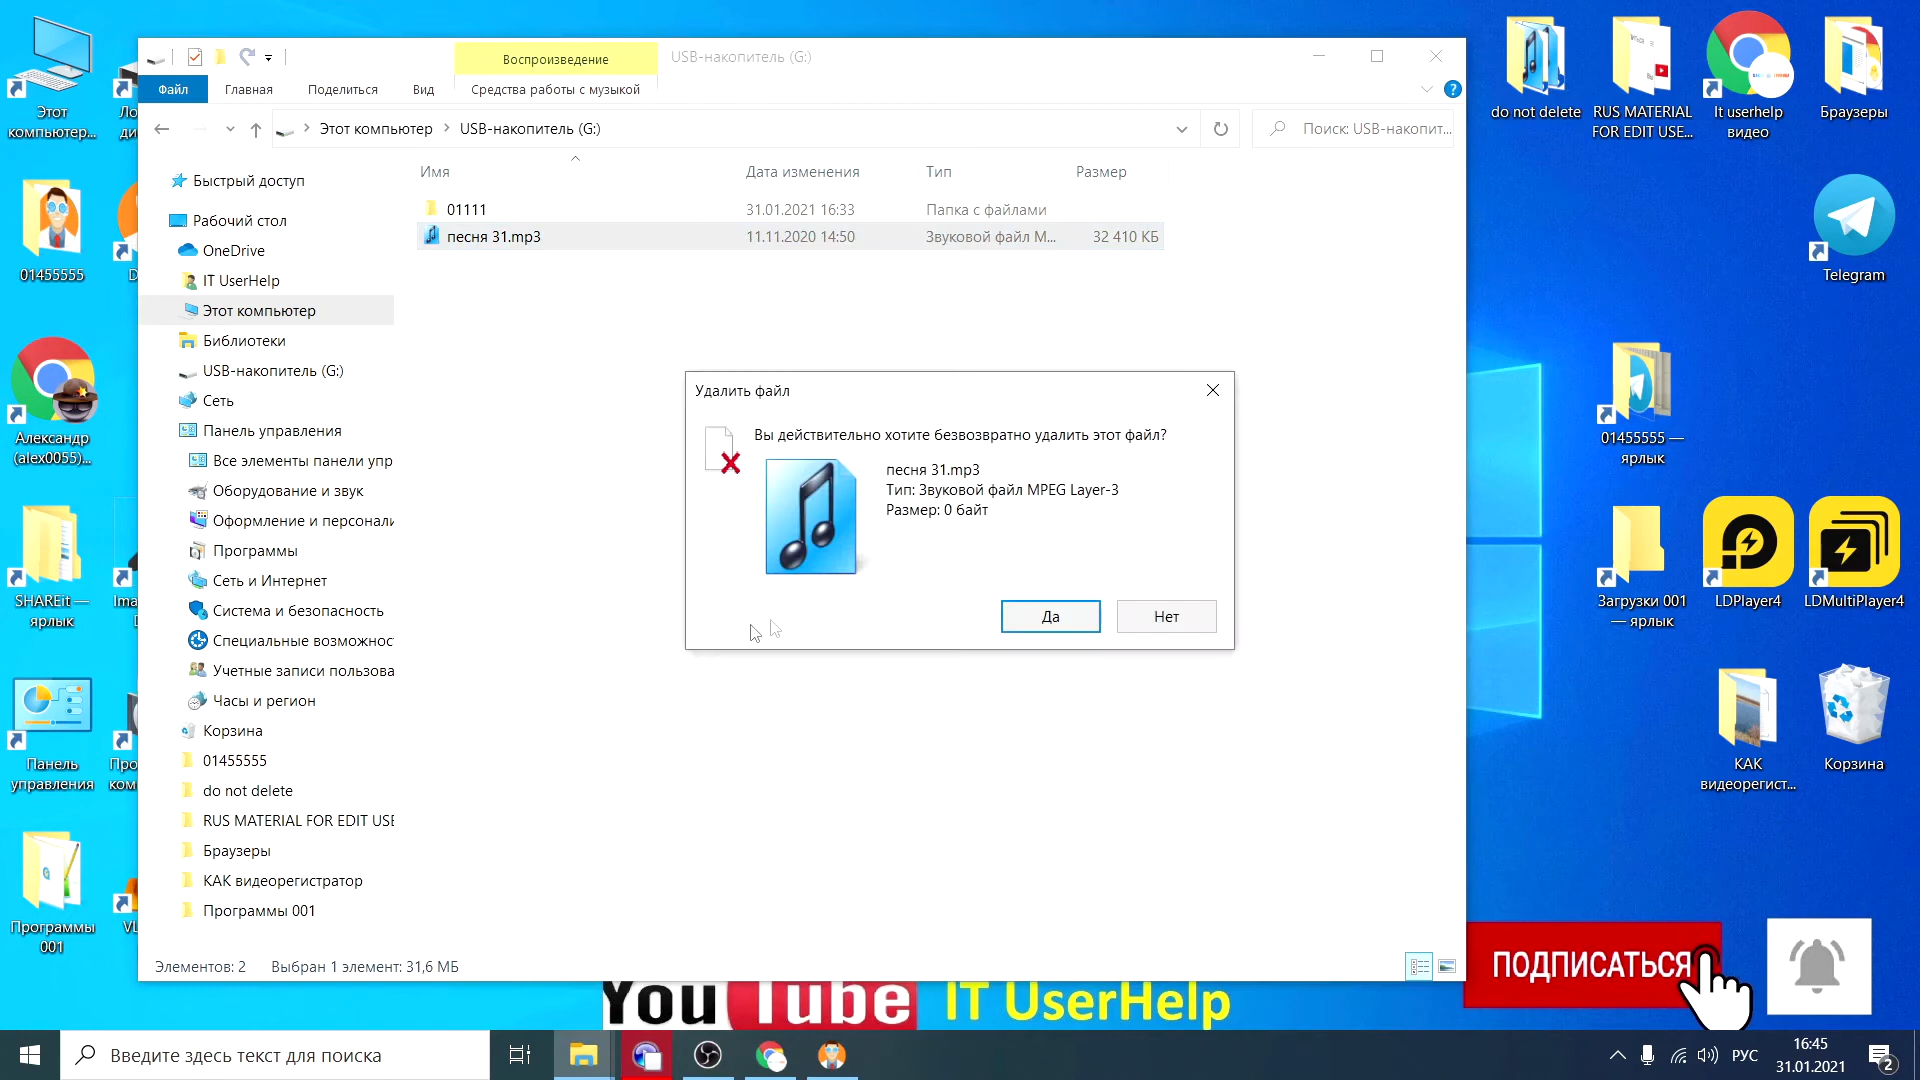 Воспроизведение
USB-накопитель (G:)
Файл
Главная
Поделиться
Вид
Средства работы с музыкой
Этот компьютер
USB-накопитель (G:)
Поиск: USB-накопит...
Имя
Дата изменения
Тип
Размер
01111
31.01.2021 16:33
Папка с файлами
песня 31.mp3
11.11.2020 14:50
Звуковой файл M...
32 410 КБ
Быстрый доступ
Рабочий стол
OneDrive
IT UserHelp
Этот компьютер
Библиотеки
USB-накопитель (G:)
Сеть
Панель управления
Все элементы панели упр
Оборудование и звук
Оформление и персонали
Программы
Сеть и Интернет
Система и безопасность
Специальные возможнос
Учетные записи пользова
Часы и регион
Корзина
01455555
do not delete
RUS MATERIAL FOR EDIT USE
Браузеры
КАК видеорегистратор
Программы 001
Элементов: 2
Выбран 1 элемент: 31,6 МБ
Удалить файл
Вы действительно хотите безвозвратно удалить этот файл?
песня 31.mp3
Тип: Звуковой файл MPEG Layer-3
Размер: 0 байт
Да
Нет
Этот
компьютер...
Ло
ди
01455555
D
Александр
(alex0055)...
SHAREit —
ярлык
Ima
Панель
управления
Про
ком
Программы
001
VL
do not delete
RUS MATERIAL
FOR EDIT USE...
It userhelp
видео
Браузеры
Telegram
01455555 —
ярлык
Загрузки 001
— ярлык
LDPlayer4
LDMultiPlayer4
КАК
видеорегист...
Корзина
ПОДПИСАТЬСЯ
YouTube
IT UserHelp
Введите здесь текст для поиска
РУС
16:45
31.01.2021
2